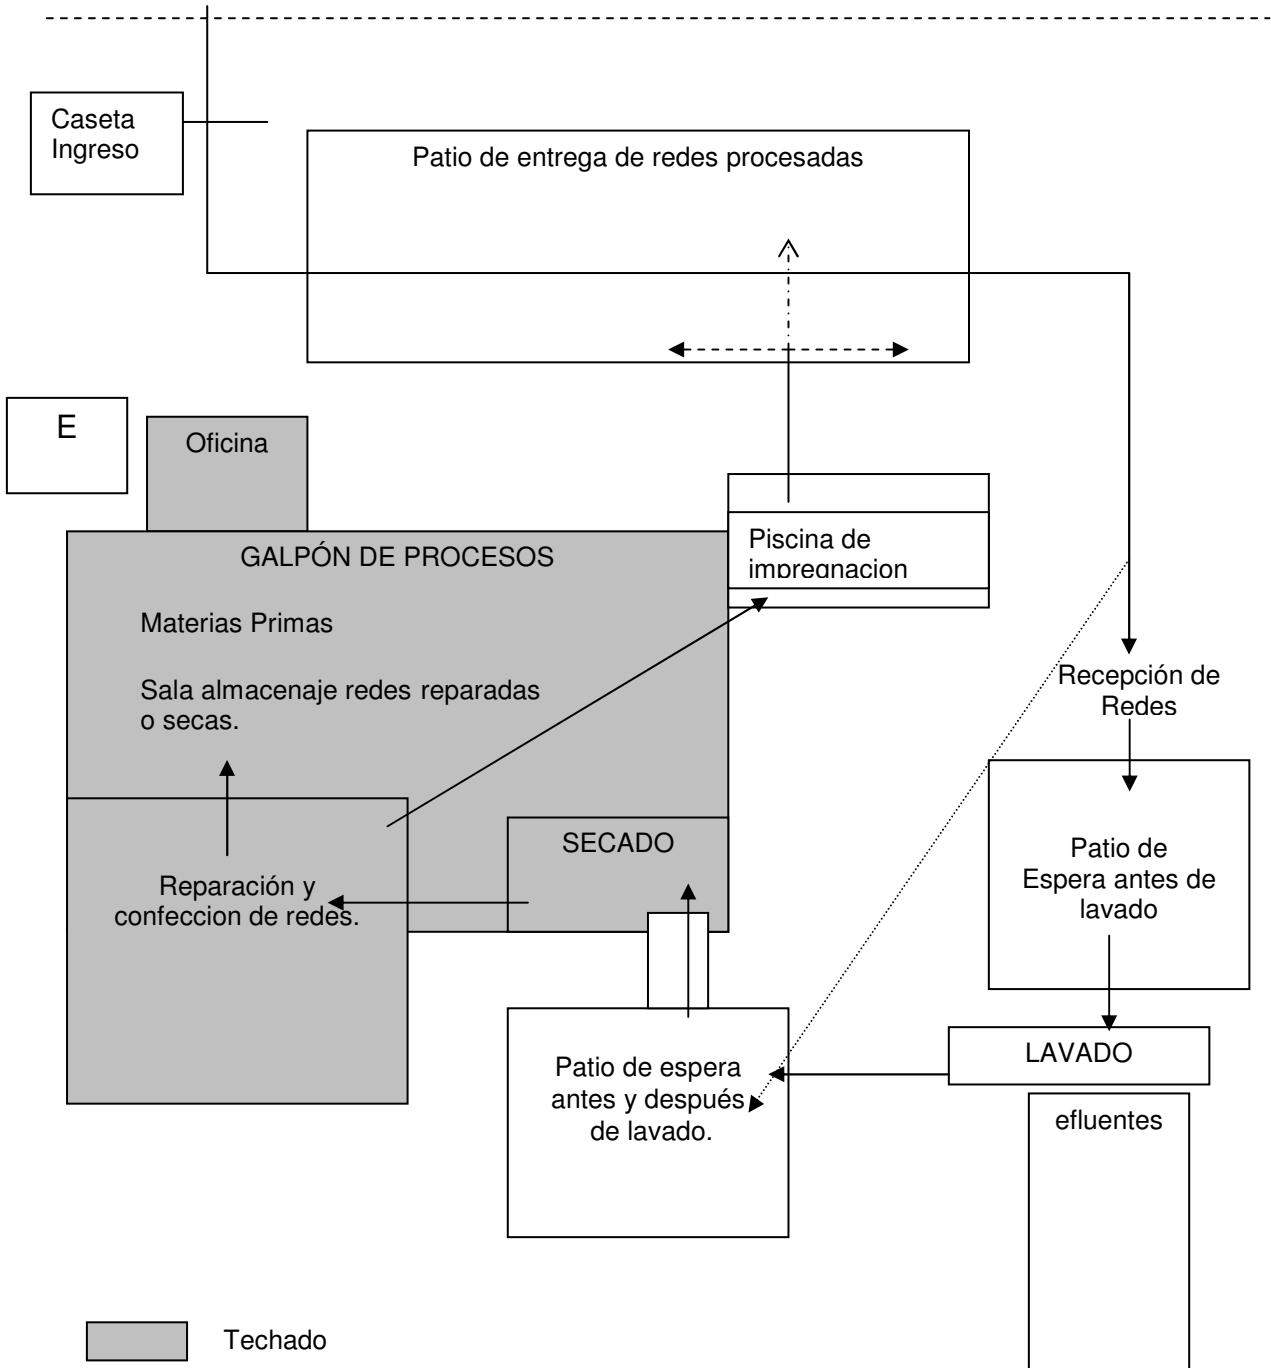 Caseta
Ingreso
Patio de entrega de redes procesadas
E
Oficina
GALPÓN DE PROCESOS
Piscina de
impregnacion
Materias Primas
Sala almacenaje redes reparadas
o secas.
Recepción de
Redes
SECADO
Patio de
Espera antes de
lavado
Reparación y
confeccion de redes.
LAVADO
Patio de espera
antes y después
de lavado.
efluentes
Techado